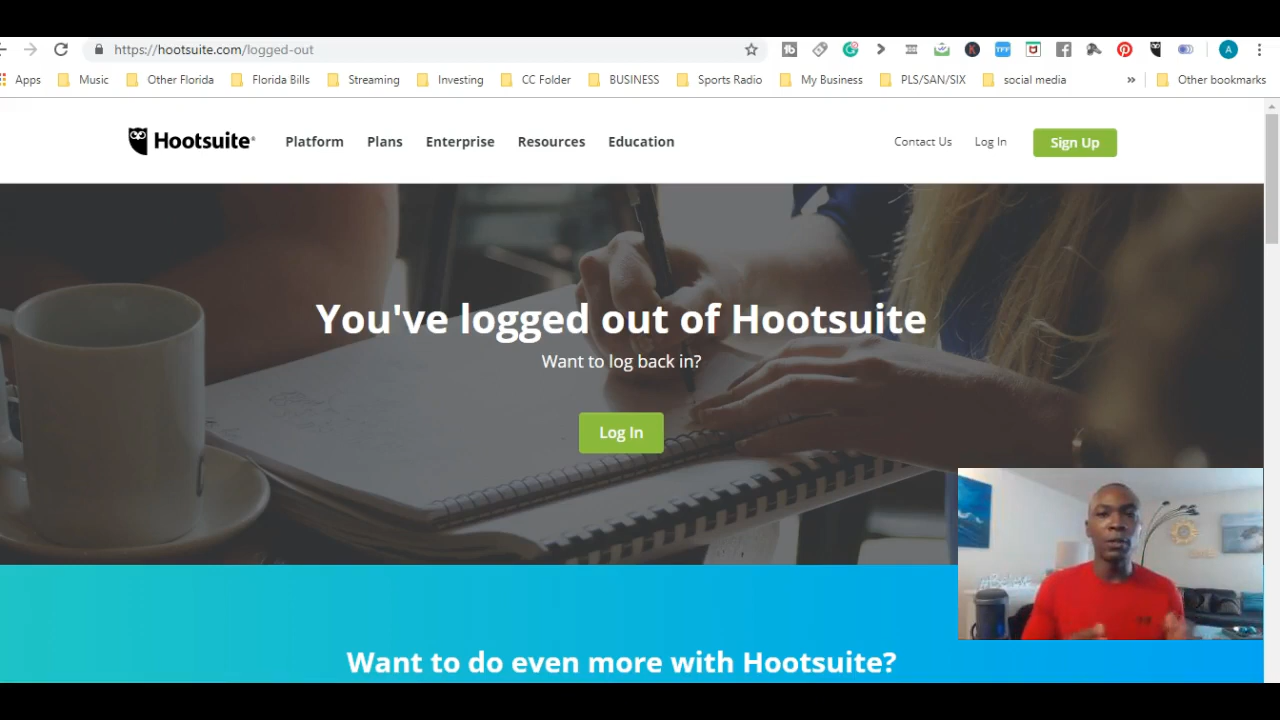 https://hootsuite.com/logged-out
TFF
A
Apps Music Other Florida Florida Bills Streaming Investing CC Folder BUSINESS Sports Radio My Business PLS/SAN/SIX social media » Other bookmarks
Hootsuite® Platform Plans Enterprise Resources Education Contact Us Log In Sign Up
You've logged out of Hootsuite
Want to log back in?
Log In
Want to do even more with Hootsuite?